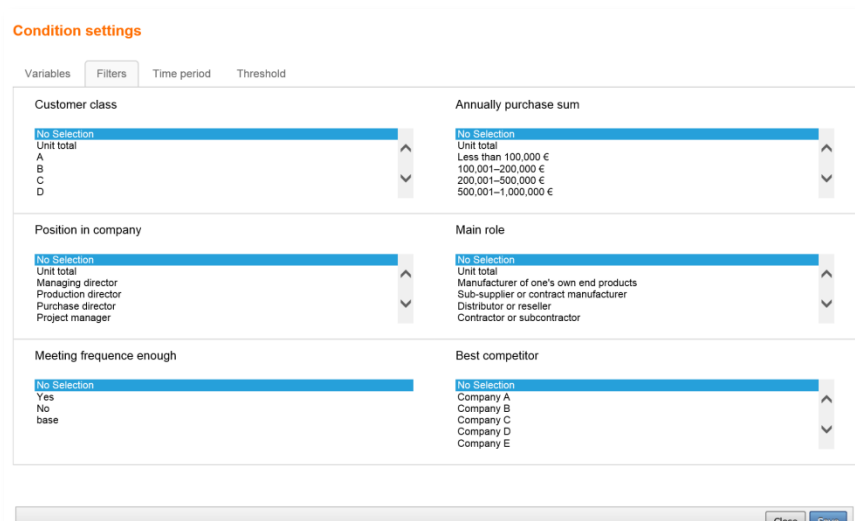 Condition settings
Variables Filters Time period Threshold
Customer class
No Selection
Unit total
A
B
C
D
Annually purchase sum
No Selection
Unit total
Less than 100,000 €
100,001–200,000 €
200,001–500,000 €
500,001–1,000,000 €
Position in company
No Selection
Unit total
Managing director
Production director
Purchase director
Project manager
Main role
No Selection
Unit total
Manufacturer of one's own end products
Sub-supplier or contract manufacturer
Distributor or reseller
Contractor or subcontractor
Meeting frequence enough
No Selection
Yes
No
base
Best competitor
No Selection
Company A
Company B
Company C
Company D
Company E
Close Save